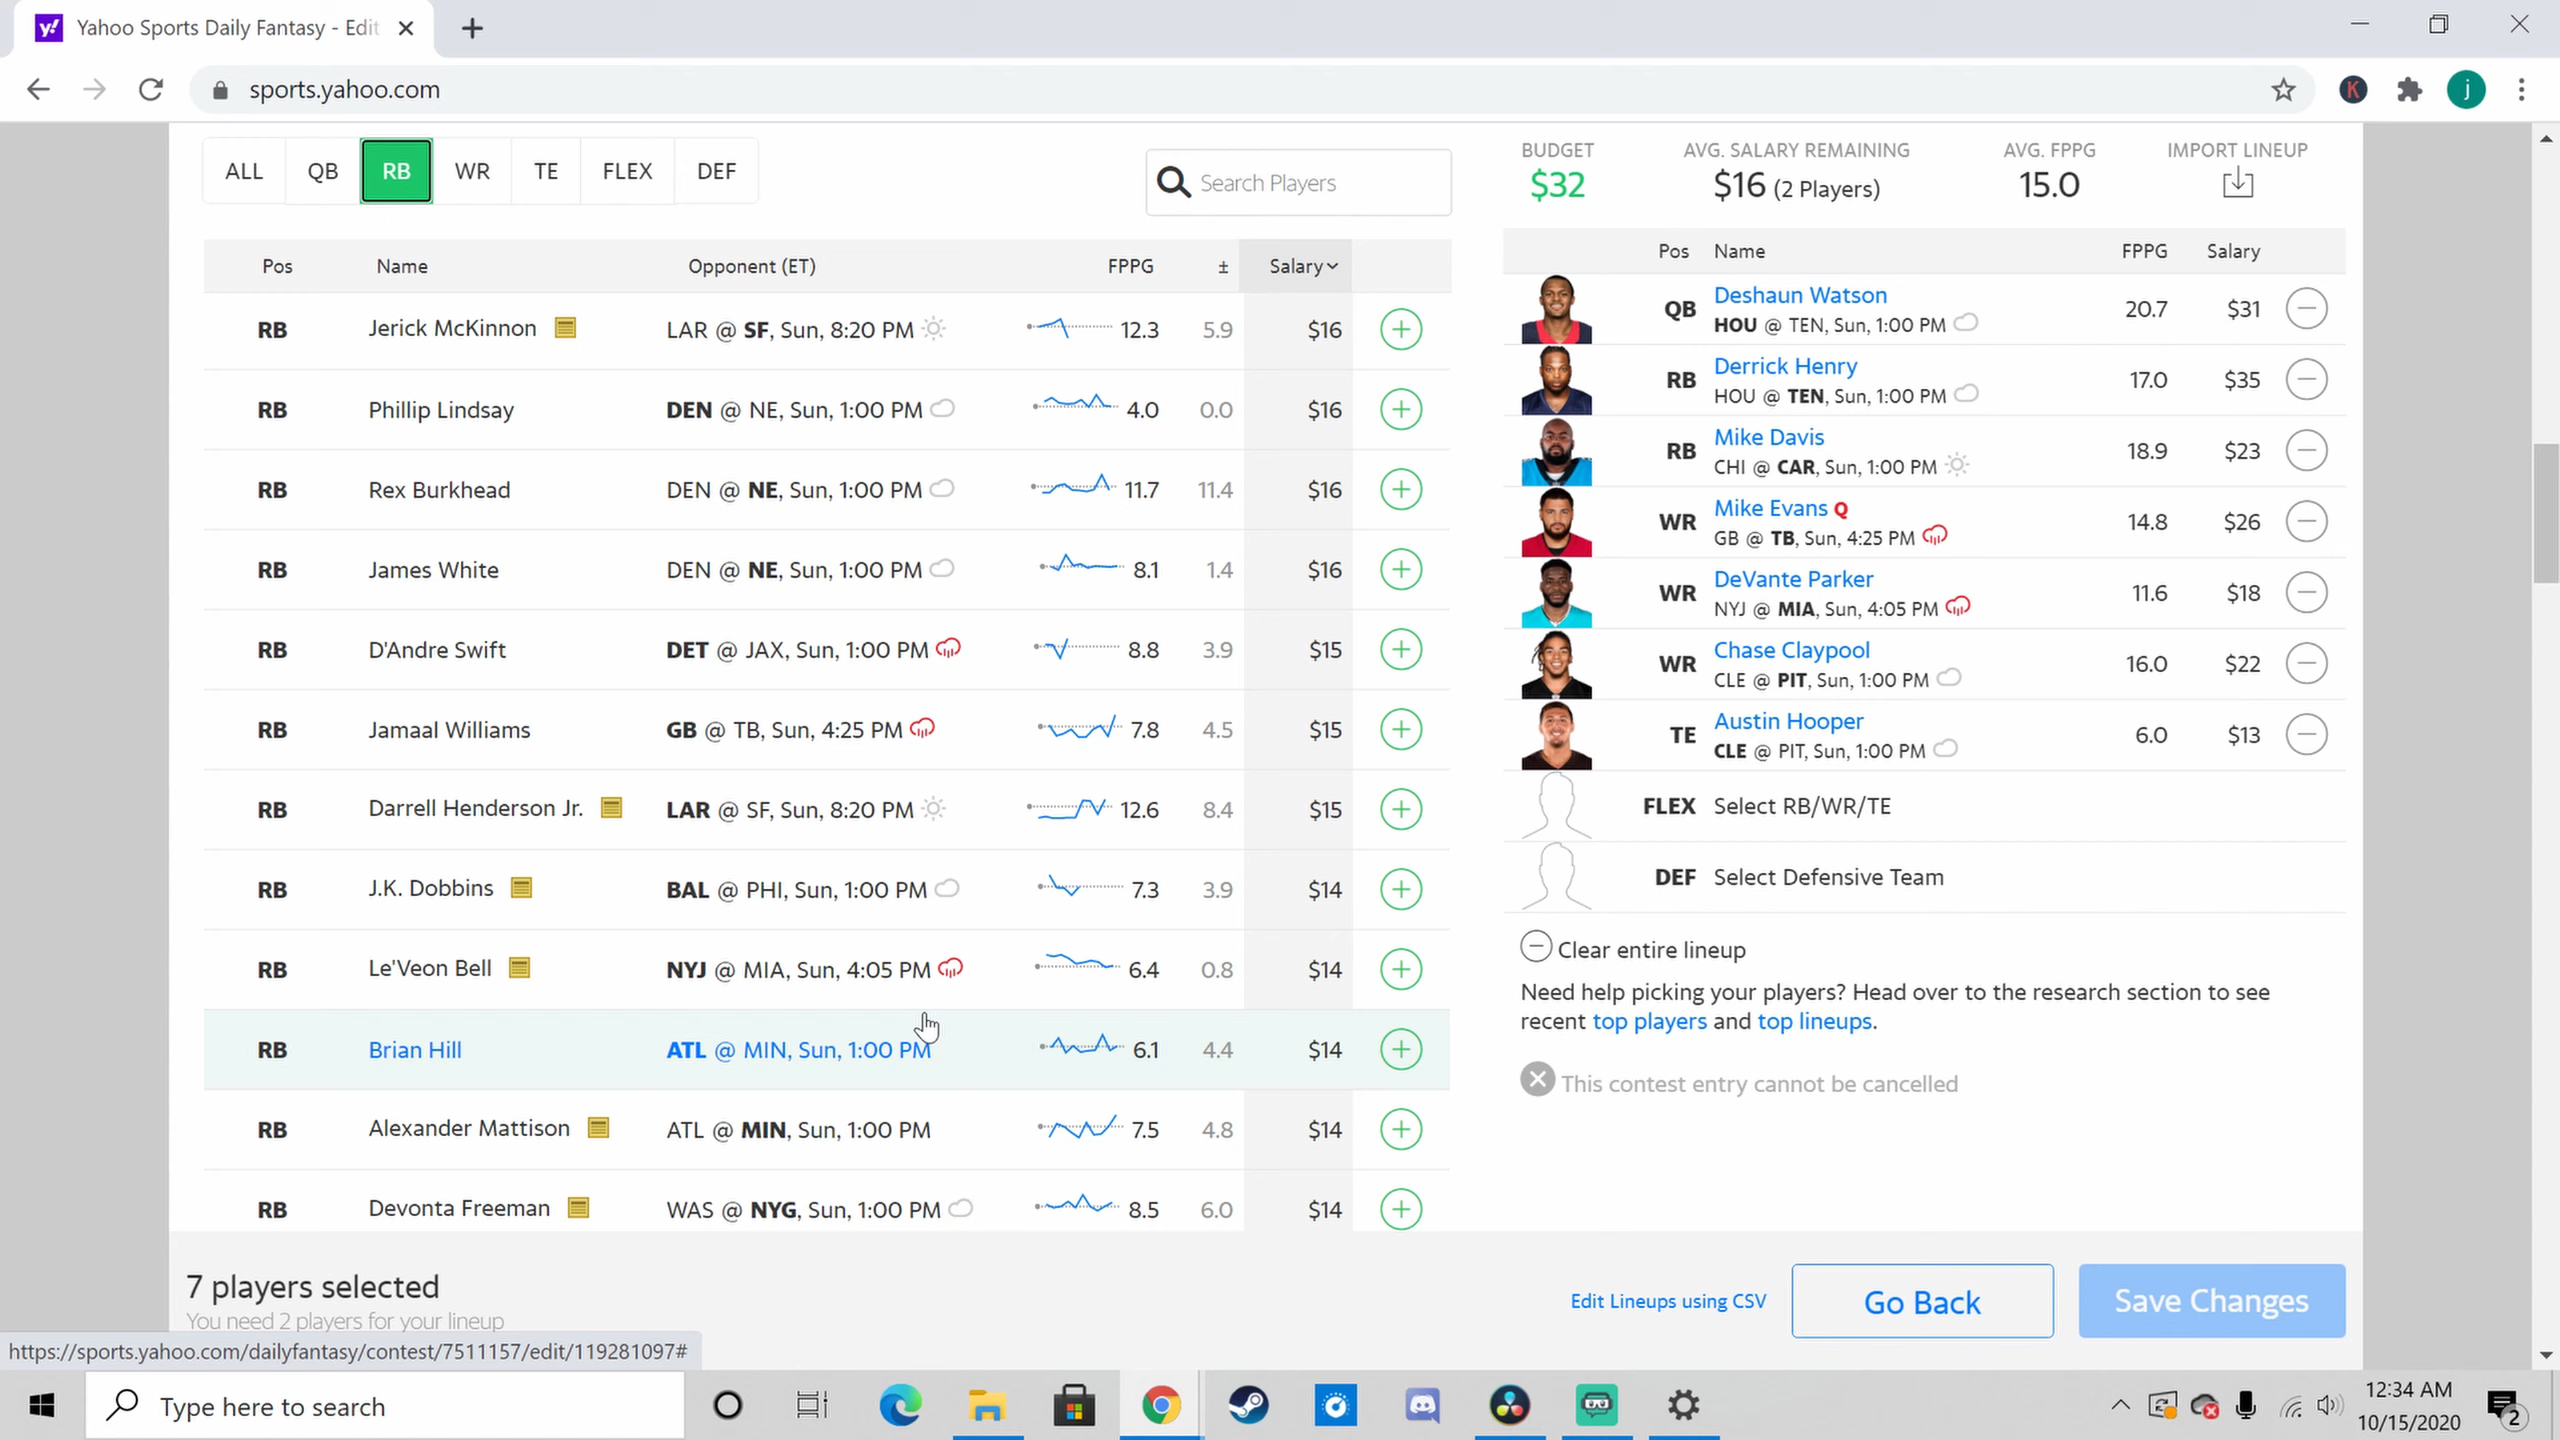 Yahoo Sports Daily Fantasy - Edit
sports.yahoo.com
K
j
ALL QB RB WR TE FLEX DEF
Search Players
Pos Name Opponent (ET) FPPG ± Salary
RB Jerick McKinnon LAR @ SF, Sun, 8:20 PM 12.3 5.9 $16
RB Phillip Lindsay DEN @ NE, Sun, 1:00 PM 4.0 0.0 $16
RB Rex Burkhead DEN @ NE, Sun, 1:00 PM 11.7 11.4 $16
RB James White DEN @ NE, Sun, 1:00 PM 8.1 1.4 $16
RB D'Andre Swift DET @ JAX, Sun, 1:00 PM 8.8 3.9 $15
RB Jamaal Williams GB @ TB, Sun, 4:25 PM 7.8 4.5 $15
RB Darrell Henderson Jr. LAR @ SF, Sun, 8:20 PM 12.6 8.4 $15
RB J.K. Dobbins BAL @ PHI, Sun, 1:00 PM 7.3 3.9 $14
RB Le'Veon Bell NYJ @ MIA, Sun, 4:05 PM 6.4 0.8 $14
RB Brian Hill ATL @ MIN, Sun, 1:00 PM 6.1 4.4 $14
RB Alexander Mattison ATL @ MIN, Sun, 1:00 PM 7.5 4.8 $14
RB Devonta Freeman WAS @ NYG, Sun, 1:00 PM 8.5 6.0 $14
BUDGET AVG. SALARY REMAINING AVG. FPPG IMPORT LINEUP
$32 $16 (2 Players) 15.0
Pos Name FPPG Salary
QB Deshaun Watson 20.7 $31
HOU @ TEN, Sun, 1:00 PM
RB Derrick Henry 17.0 $35
HOU @ TEN, Sun, 1:00 PM
RB Mike Davis 18.9 $23
CHI @ CAR, Sun, 1:00 PM
WR Mike Evans Q 14.8 $26
GB @ TB, Sun, 4:25 PM
WR DeVante Parker 11.6 $18
NYJ @ MIA, Sun, 4:05 PM
WR Chase Claypool 16.0 $22
CLE @ PIT, Sun, 1:00 PM
TE Austin Hooper 6.0 $13
CLE @ PIT, Sun, 1:00 PM
FLEX Select RB/WR/TE
DEF Select Defensive Team
Clear entire lineup
Need help picking your players? Head over to the research section to see
recent top players and top lineups.
This contest entry cannot be cancelled
7 players selected
You need 2 players for your lineup
Edit Lineups using CSV Go Back Save Changes
https://sports.yahoo.com/dailyfantasy/contest/7511157/edit/119281097#
Type here to search
12:34 AM
10/15/2020
2